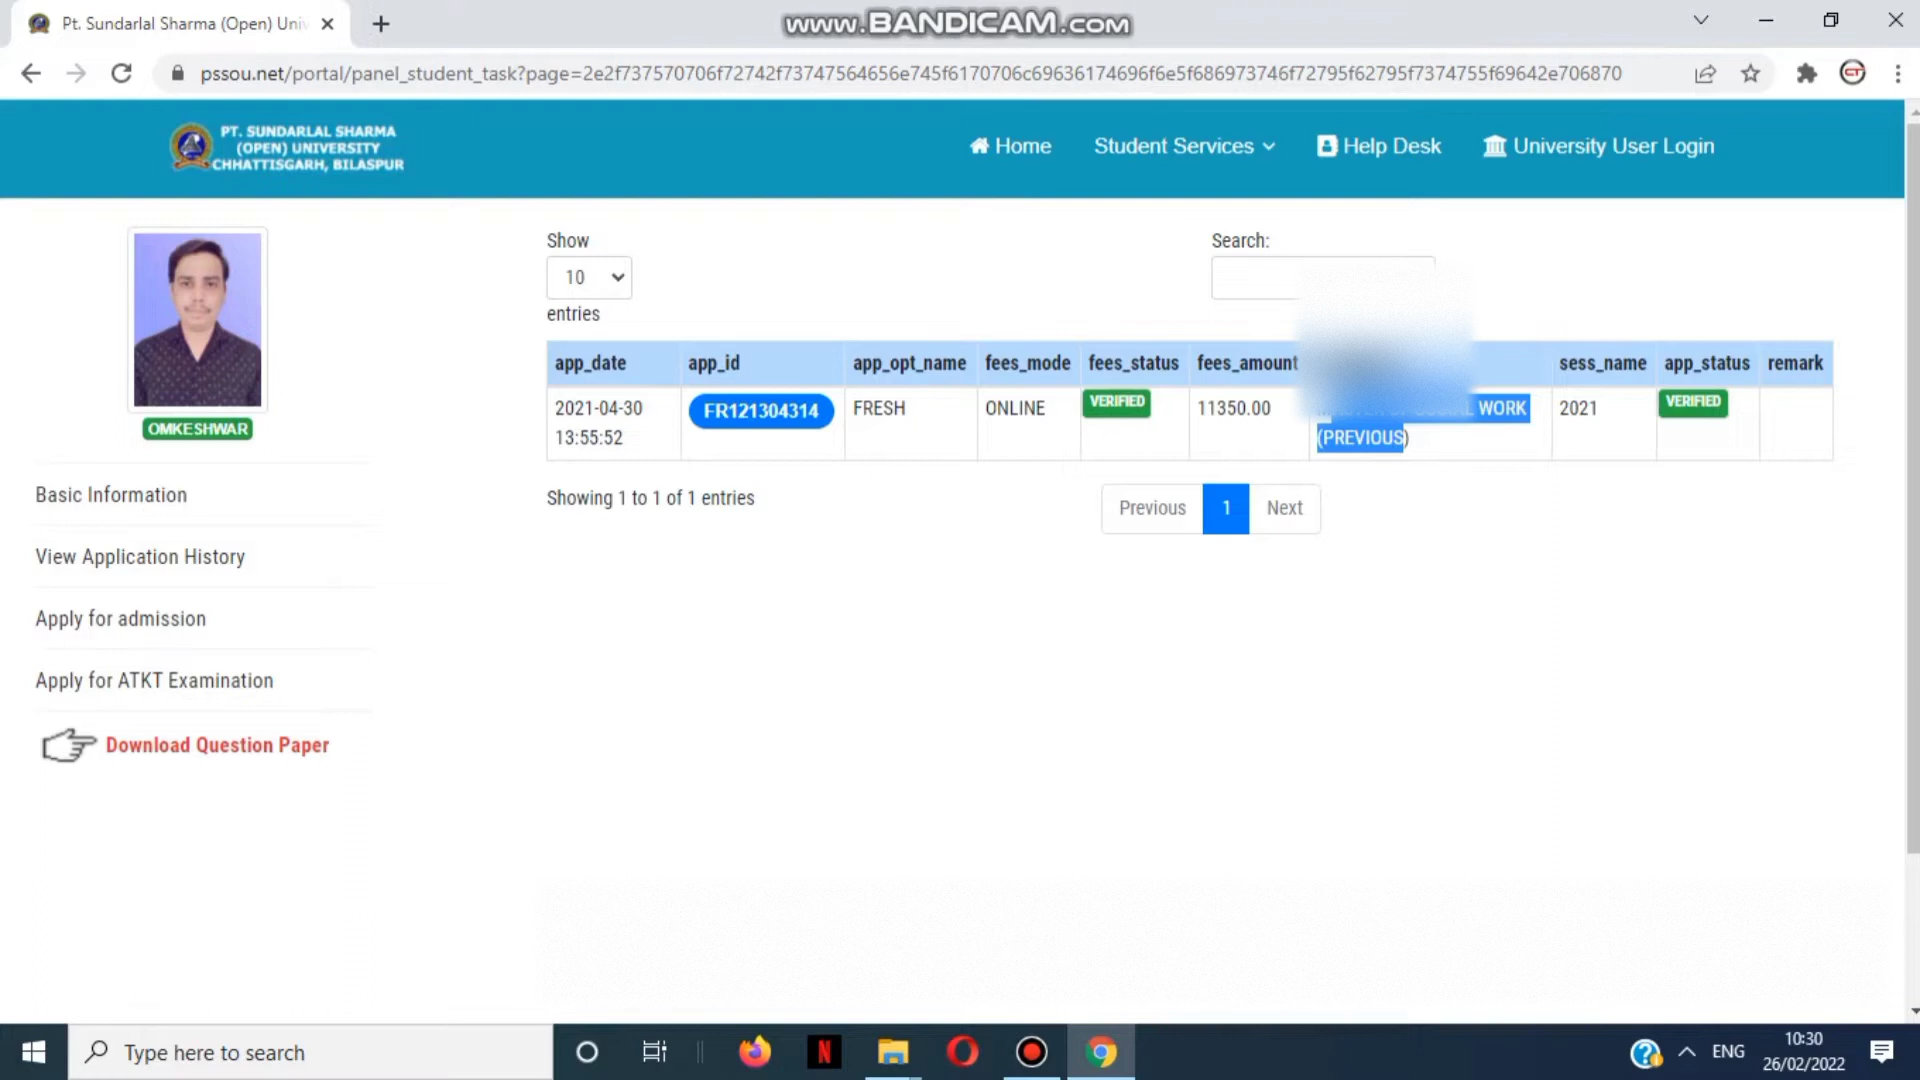 Pt. Sundarlal Sharma (Open) Univ
www.BANDICAM.com
pssou.net/portal/panel_student_task?page=2e2f737570706f72742f73747564656e745f6170706c69636174696f6e5f686973746f72795f62795f7374755f69642e706870
PT. SUNDARLAL SHARMA
(OPEN) UNIVERSITY
CHHATTISGARH, BILASPUR
Home
Student Services
Help Desk
University User Login
OMKESHWAR
Basic Information
View Application History
Apply for admission
Apply for ATKT Examination
Download Question Paper
Show
10
entries
Search:
app_date app_id app_opt_name fees_mode fees_status fees_amount sess_name app_status remark
2021-04-30 FR121304314 FRESH ONLINE VERIFIED 11350.00 WORK 2021 VERIFIED
13:55:52 (PREVIOUS)
Showing 1 to 1 of 1 entries
Previous 1 Next
Type here to search
N
ENG
10:30
26/02/2022